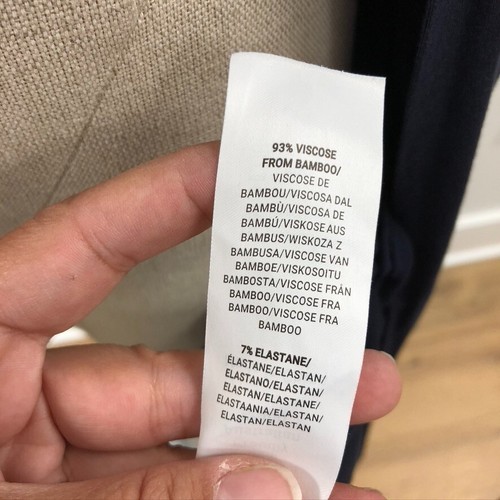 93% VISCOSE
FROM BAMBOO/
VISCOSE DE
BAMBOU/VISCOSA DAL
BAMBÙ/VISCOSA DE
BAMBÚ/VISKOSE AUS
BAMBUS/WISKOZA Z
BAMBUSA/VISCOSE VAN
BAMBOE/VISKOSOITU
BAMBOSTA/VISCOSE FRÅN
BAMBOO/VISCOSE FRA
BAMBOO/VISCOSE FRA
BAMBOO
7% ELASTANE/
ÉLASTANE/ELASTAN/
ELASTANO/ELASTAN/
ELASTAN/ELASTANE/
ELASTAANIA/ELASTAN/
ELASTAN/ELASTAN